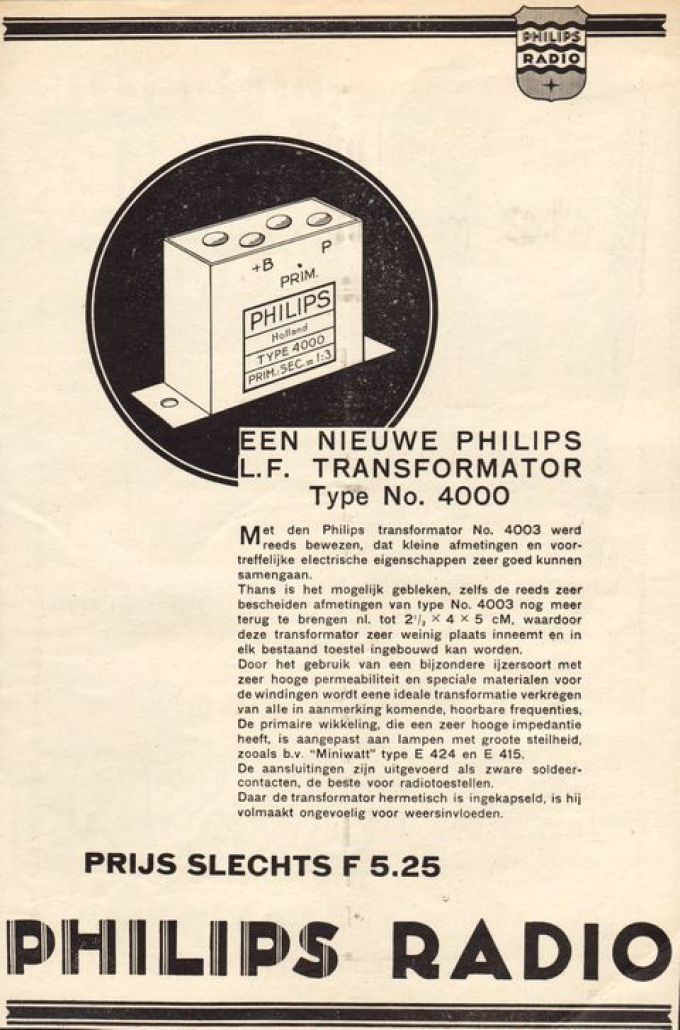 PHILIPS
RADIO
+B P
PRIM.
PHILIPS
Holland
TYPE 4000
PRIM.:SEC.= 1:3
EEN NIEUWE PHILIPS
L.F. TRANSFORMATOR
Type No. 4000
Met den Philips transformator No. 4003 werd
reeds bewezen, dat kleine afmetingen en voor-
treffelijke electrische eigenschappen zeer goed kunnen
samengaan.
Thans is het mogelijk gebleken, zelfs de reeds zeer
bescheiden afmetingen van type No. 4003 nog meer
terug te brengen nl. tot × 4 × 5 cM, waardoor
deze transformator zeer weinig plaats inneemt en in
elk bestaand toestel ingebouwd kan worden.
Door het gebruik van een bijzondere ijzersoort met
zeer hooge permeabiliteit en speciale materialen voor
de windingen wordt eene ideale transformatie verkregen
van alle in aanmerking komende, hoorbare frequenties.
De primaire wikkeling, die een zeer hooge impedantie
heeft, is aangepast aan lampen met groote steilheid,
zooals b.v. “Miniwatt” type E 424 en E 415.
De aansluitingen zijn uitgevoerd als zware soldeer-
contacten, de beste voor radiotoestellen.
Daar de transformator hermetisch is ingekapseld, is hij
volmaakt ongevoelig voor weersinvloeden.
PRIJS SLECHTS F 5.25
PHILIPS RADIO